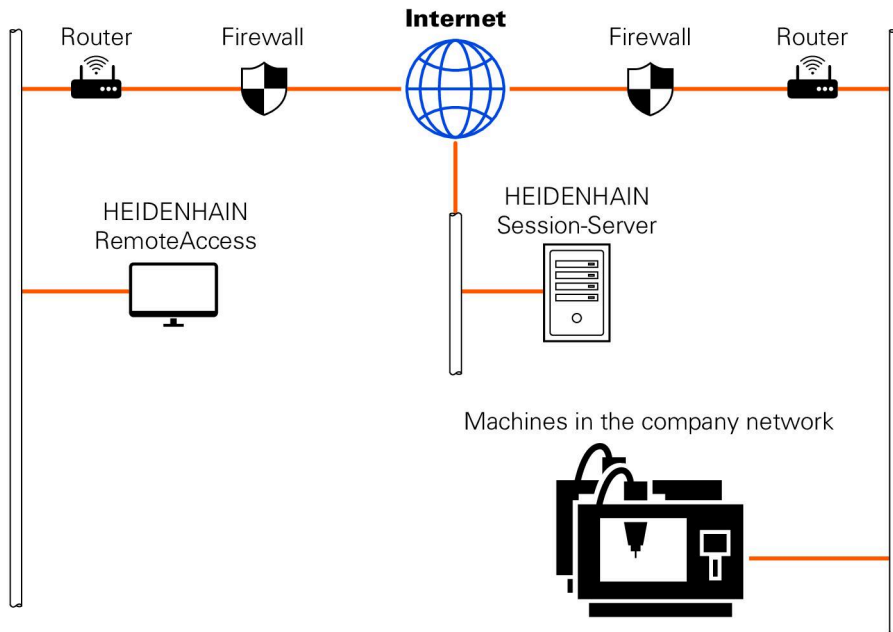 Internet
Router
Firewall
Firewall
Router
HEIDENHAIN
RemoteAccess
HEIDENHAIN
Session-Server
Machines in the company network